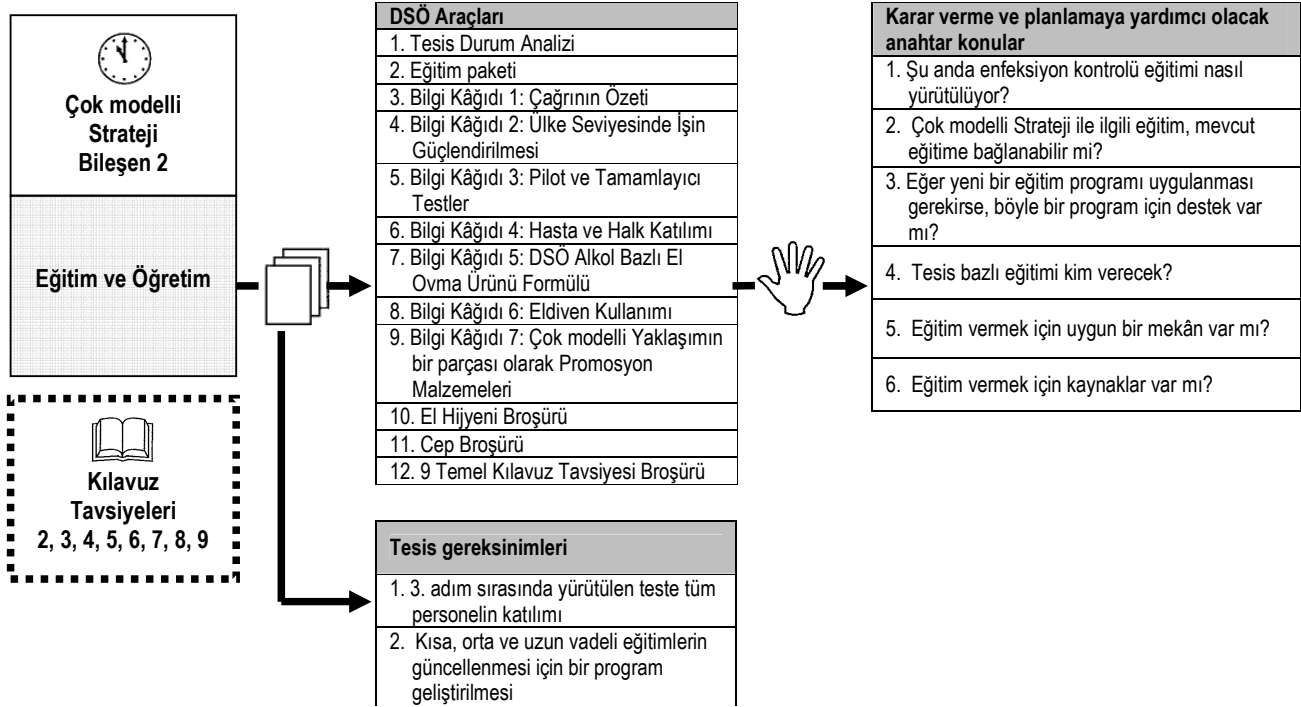 Çok modelli
Strateji
Bileşen 2
Eğitim ve Öğretim
Kılavuz
Tavsiyeleri
2, 3, 4, 5, 6, 7, 8, 9
DSÖ Araçları
1. Tesis Durum Analizi
2. Eğitim paketi
3. Bilgi Kâğıdı 1: Çağrının Özeti
4. Bilgi Kâğıdı 2: Ülke Seviyesinde İşin
Güçlendirilmesi
5. Bilgi Kâğıdı 3: Pilot ve Tamamlayıcı
Testler
6. Bilgi Kâğıdı 4: Hasta ve Halk Katılımı
7. Bilgi Kâğıdı 5: DSÖ Alkol Bazlı El
Ovma Ürünü Formülü
8. Bilgi Kâğıdı 6: Eldiven Kullanımı
9. Bilgi Kâğıdı 7: Çok modelli Yaklaşımın
bir parçası olarak Promosyon
Malzemeleri
10. El Hijyeni Broşürü
11. Cep Broşürü
12. 9 Temel Kılavuz Tavsiyesi Broşürü
Tesis gereksinimleri
1. 3. adım sırasında yürütülen teste tüm
personelin katılımı
2. Kısa, orta ve uzun vadeli eğitimlerin
güncellenmesi için bir program
geliştirilmesi
Karar verme ve planlamaya yardımcı olacak
anahtar konular
1. Şu anda enfeksiyon kontrolü eğitimi nasıl
yürütülüyor?
2. Çok modelli Strateji ile ilgili eğitim, mevcut
eğitime bağlanabilir mi?
3. Eğer yeni bir eğitim programı uygulanması
gerekirse, böyle bir program için destek var
mı?
4. Tesis bazlı eğitimi kim verecek?
5. Eğitim vermek için uygun bir mekân var mı?
6. Eğitim vermek için kaynaklar var mı?